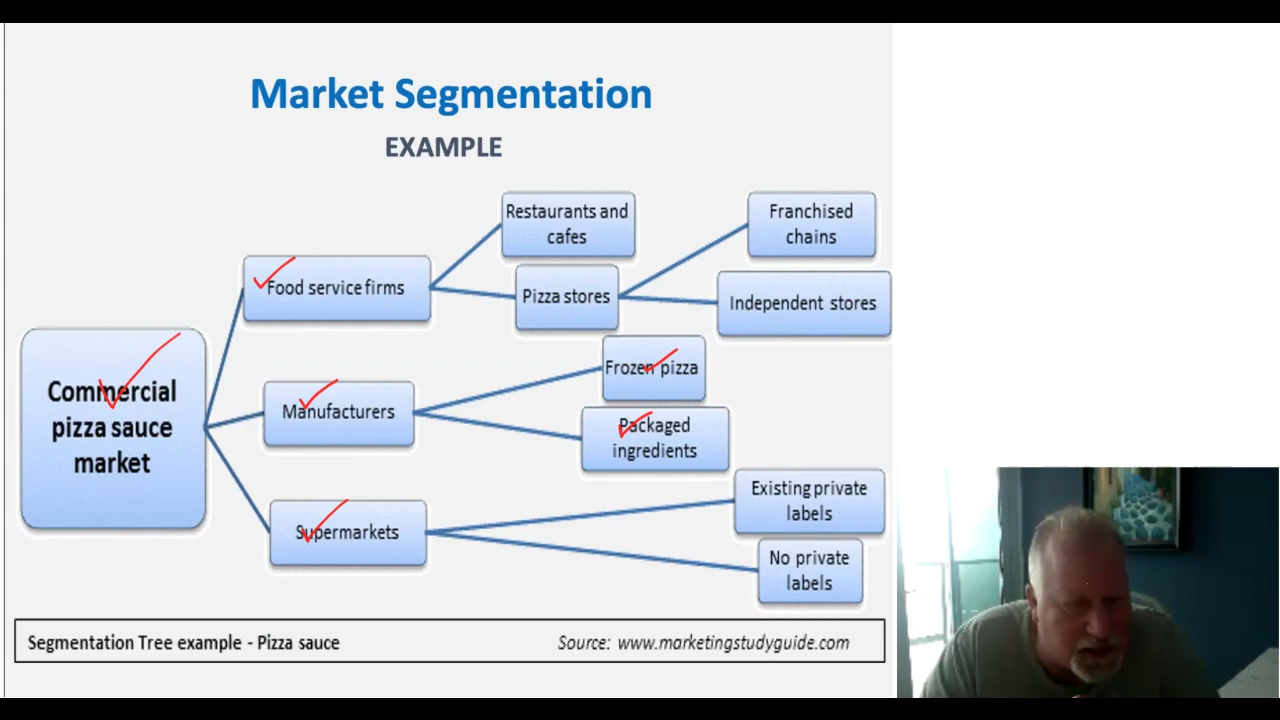 Market Segmentation
EXAMPLE
Restaurants and
cafes
Franchised
chains
Food service firms
Pizza stores
Independent stores
Commercial
pizza sauce
market
Manufacturers
Frozen pizza
Packaged
ingredients
Supermarkets
Existing private
labels
No private
labels
Segmentation Tree example - Pizza sauce
Source: www.marketingstudyguide.com